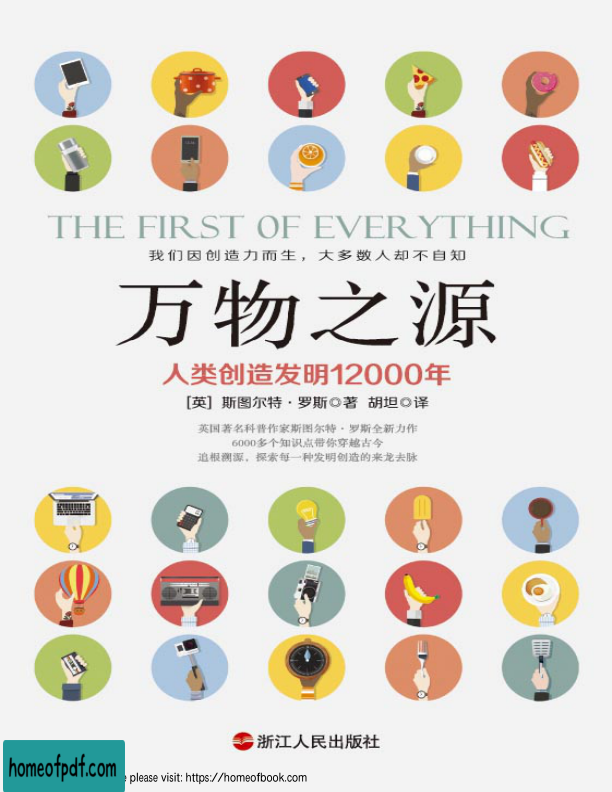 THE FIRST OF EVERYTHING
我们因创造力而生，大多数人却不自知
万物之源
人类创造发明12000年
[英] 斯图尔特·罗斯◎著 胡坦◎译
英国著名科普作家斯图尔特·罗斯全新力作
6000多个知识点带你穿越古今
追根溯源，探索每一种发明创造的来龙去脉
浙江人民出版社
homeofpdf.com
please visit: https://homeofbook.com